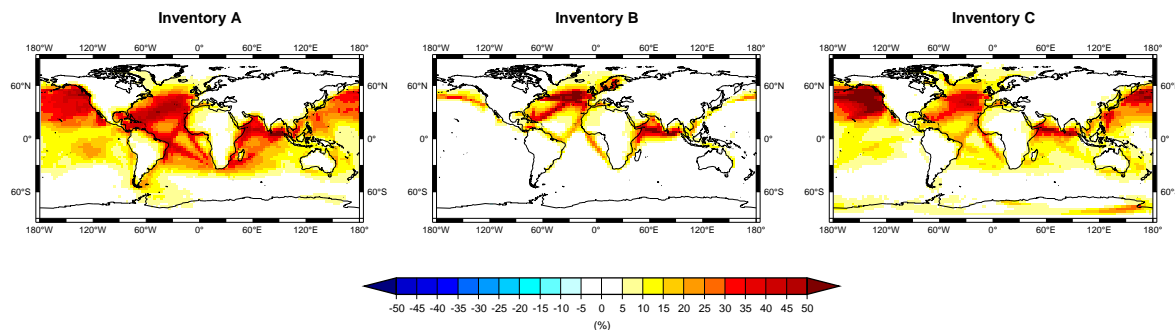 Inventory A
Inventory B
Inventory C
180°W 120°W 60°W 0° 60°E 120°E 180°
180°W 120°W 60°W 0° 60°E 120°E 180°
180°W 120°W 60°W 0° 60°E 120°E 180°
60°N 60°N 60°N 60°N 60°N 60°N
0° 0° 0° 0° 0° 0°
60°S 60°S 60°S 60°S 60°S 60°S
180°W 120°W 60°W 0° 60°E 120°E 180°
180°W 120°W 60°W 0° 60°E 120°E 180°
180°W 120°W 60°W 0° 60°E 120°E 180°
-50 -45 -35 -30 -25 -20 -15 -10 -5 0 5 10 15 20 25 30 35 40 45 50
(%)